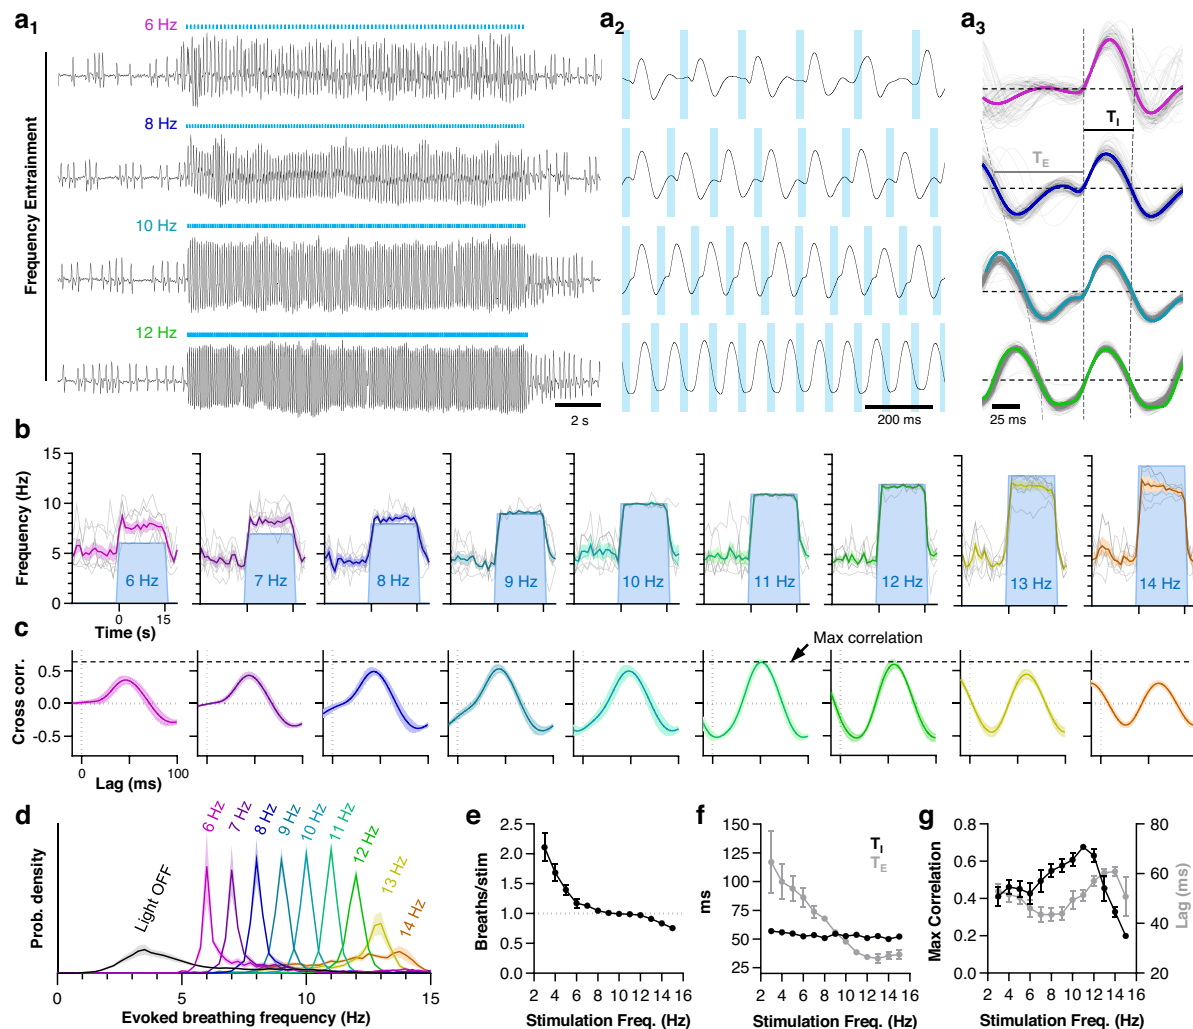 a1
a2
a3
Frequency Entrainment
6 Hz
8 Hz
10 Hz
12 Hz
2 s
200 ms
25 ms
TI
TE
b
Frequency (Hz)
15
10
5
0
6 Hz
7 Hz
8 Hz
9 Hz
10 Hz
11 Hz
12 Hz
13 Hz
14 Hz
0 15
Time (s)
c
Max correlation
Cross corr.
0.5
0.0
-0.5
0 100
Lag (ms)
d
Prob. density
Light OFF
6 Hz
7 Hz
8 Hz
9 Hz
10 Hz
11 Hz
12 Hz
13 Hz
14 Hz
0 5 10 15
Evoked breathing frequency (Hz)
e
Breaths/stim
2.5
2.0
1.5
1.0
0.5
0.0
2 4 6 8 10 12 14 16
Stimulation Freq. (Hz)
f
ms
150
125
100
75
50
25
TI
TE
2 4 6 8 10 12 14 16
Stimulation Freq. (Hz)
g
Max Correlation
0.8
0.6
0.4
0.2
0.0
80
60
40
20
Lag (ms)
2 4 6 8 10 12 14 16
Stimulation Freq. (Hz)